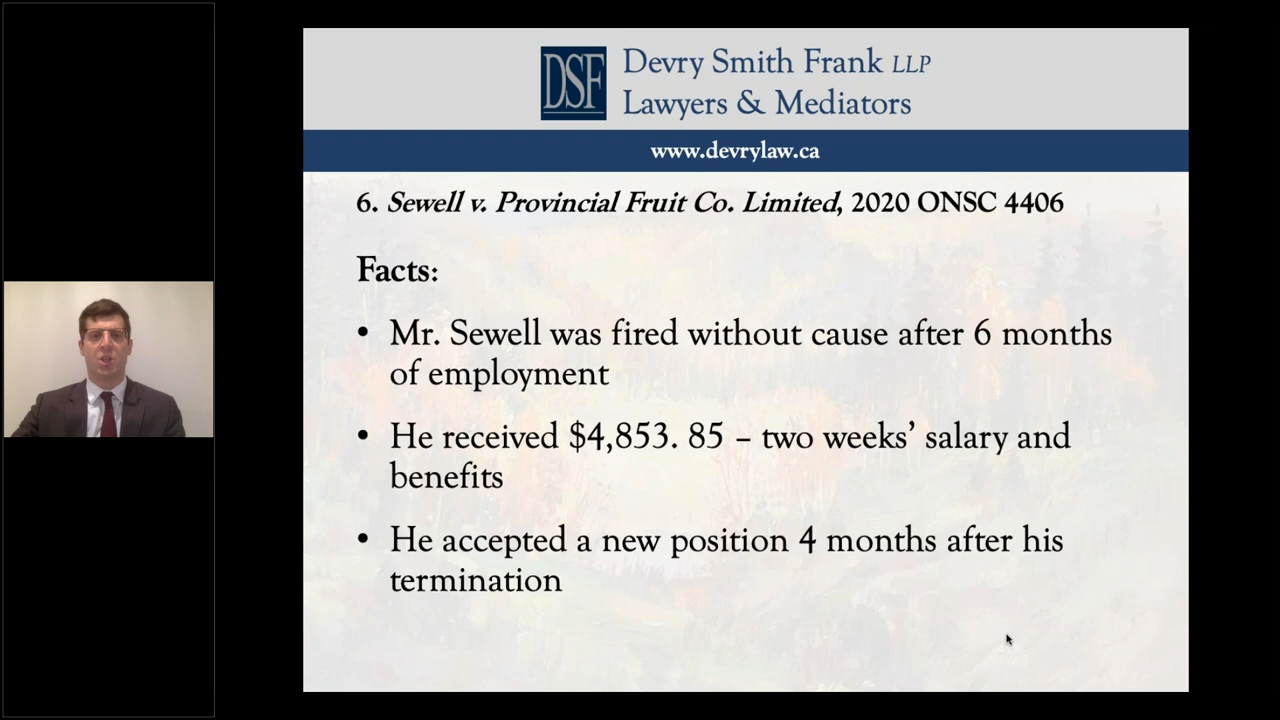 DSF
Devry Smith Frank LLP
Lawyers & Mediators
www.devrylaw.ca
6. Sewell v. Provincial Fruit Co. Limited, 2020 ONSC 4406
Facts:
• Mr. Sewell was fired without cause after 6 months
of employment
• He received $4,853. 85 – two weeks’ salary and
benefits
• He accepted a new position 4 months after his
termination